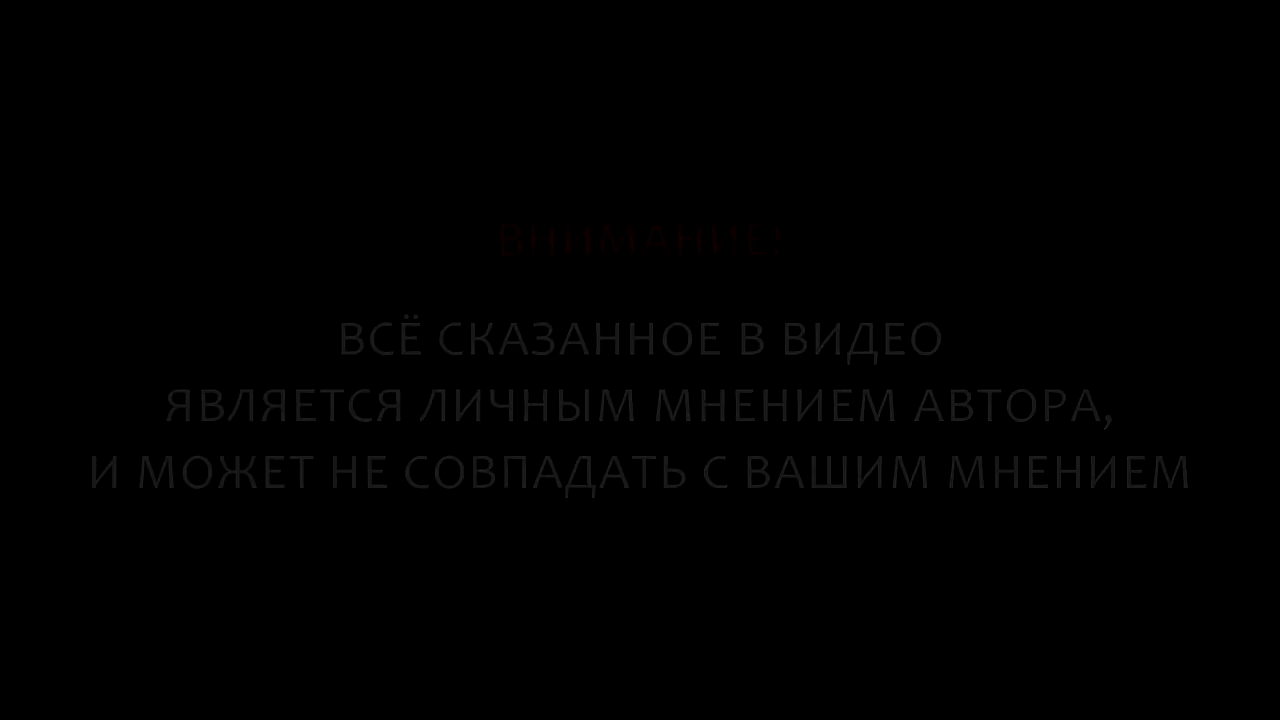 ВНИМАНИЕ!
ВСЁ СКАЗАННОЕ В ВИДЕО
ЯВЛЯЕТСЯ ЛИЧНЫМ МНЕНИЕМ АВТОРА,
И МОЖЕТ НЕ СОВПАДАТЬ С ВАШИМ МНЕНИЕМ